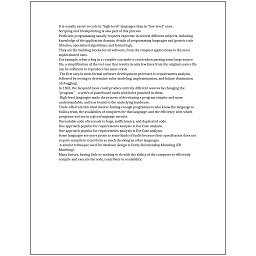 It is usually easier to code in "high-level" languages than in "low-level" ones.
Scripting and breakpointing is also part of this process.
Proficient programming usually requires expertise in several different subjects, including
knowledge of the application domain, details of programming languages and generic code
libraries, specialized algorithms, and formal logic.
They are the building blocks for all software, from the simplest applications to the most
sophisticated ones.
For example, when a bug in a compiler can make it crash when parsing some large source
file, a simplification of the test case that results in only few lines from the original source file
can be sufficient to reproduce the same crash.
The first step in most formal software development processes is requirements analysis,
followed by testing to determine value modeling, implementation, and failure elimination
(debugging).
In 1801, the Jacquard loom could produce entirely different weaves by changing the
"program" - a series of pasteboard cards with holes punched in them.
High-level languages made the process of developing a program simpler and more
understandable, and less bound to the underlying hardware.
Trade-offs from this ideal involve finding enough programmers who know the language to
build a team, the availability of compilers for that language, and the efficiency with which
programs written in a given language execute.
Unreadable code often leads to bugs, inefficiencies, and duplicated code.
One approach popular for requirements analysis is Use Case analysis.
One approach popular for requirements analysis is Use Case analysis.
Some languages are more prone to some kinds of faults because their specification does not
require compilers to perform as much checking as other languages.
A similar technique used for database design is Entity-Relationship Modeling (ER
Modeling).
Many factors, having little or nothing to do with the ability of the computer to efficiently
compile and execute the code, contribute to readability.